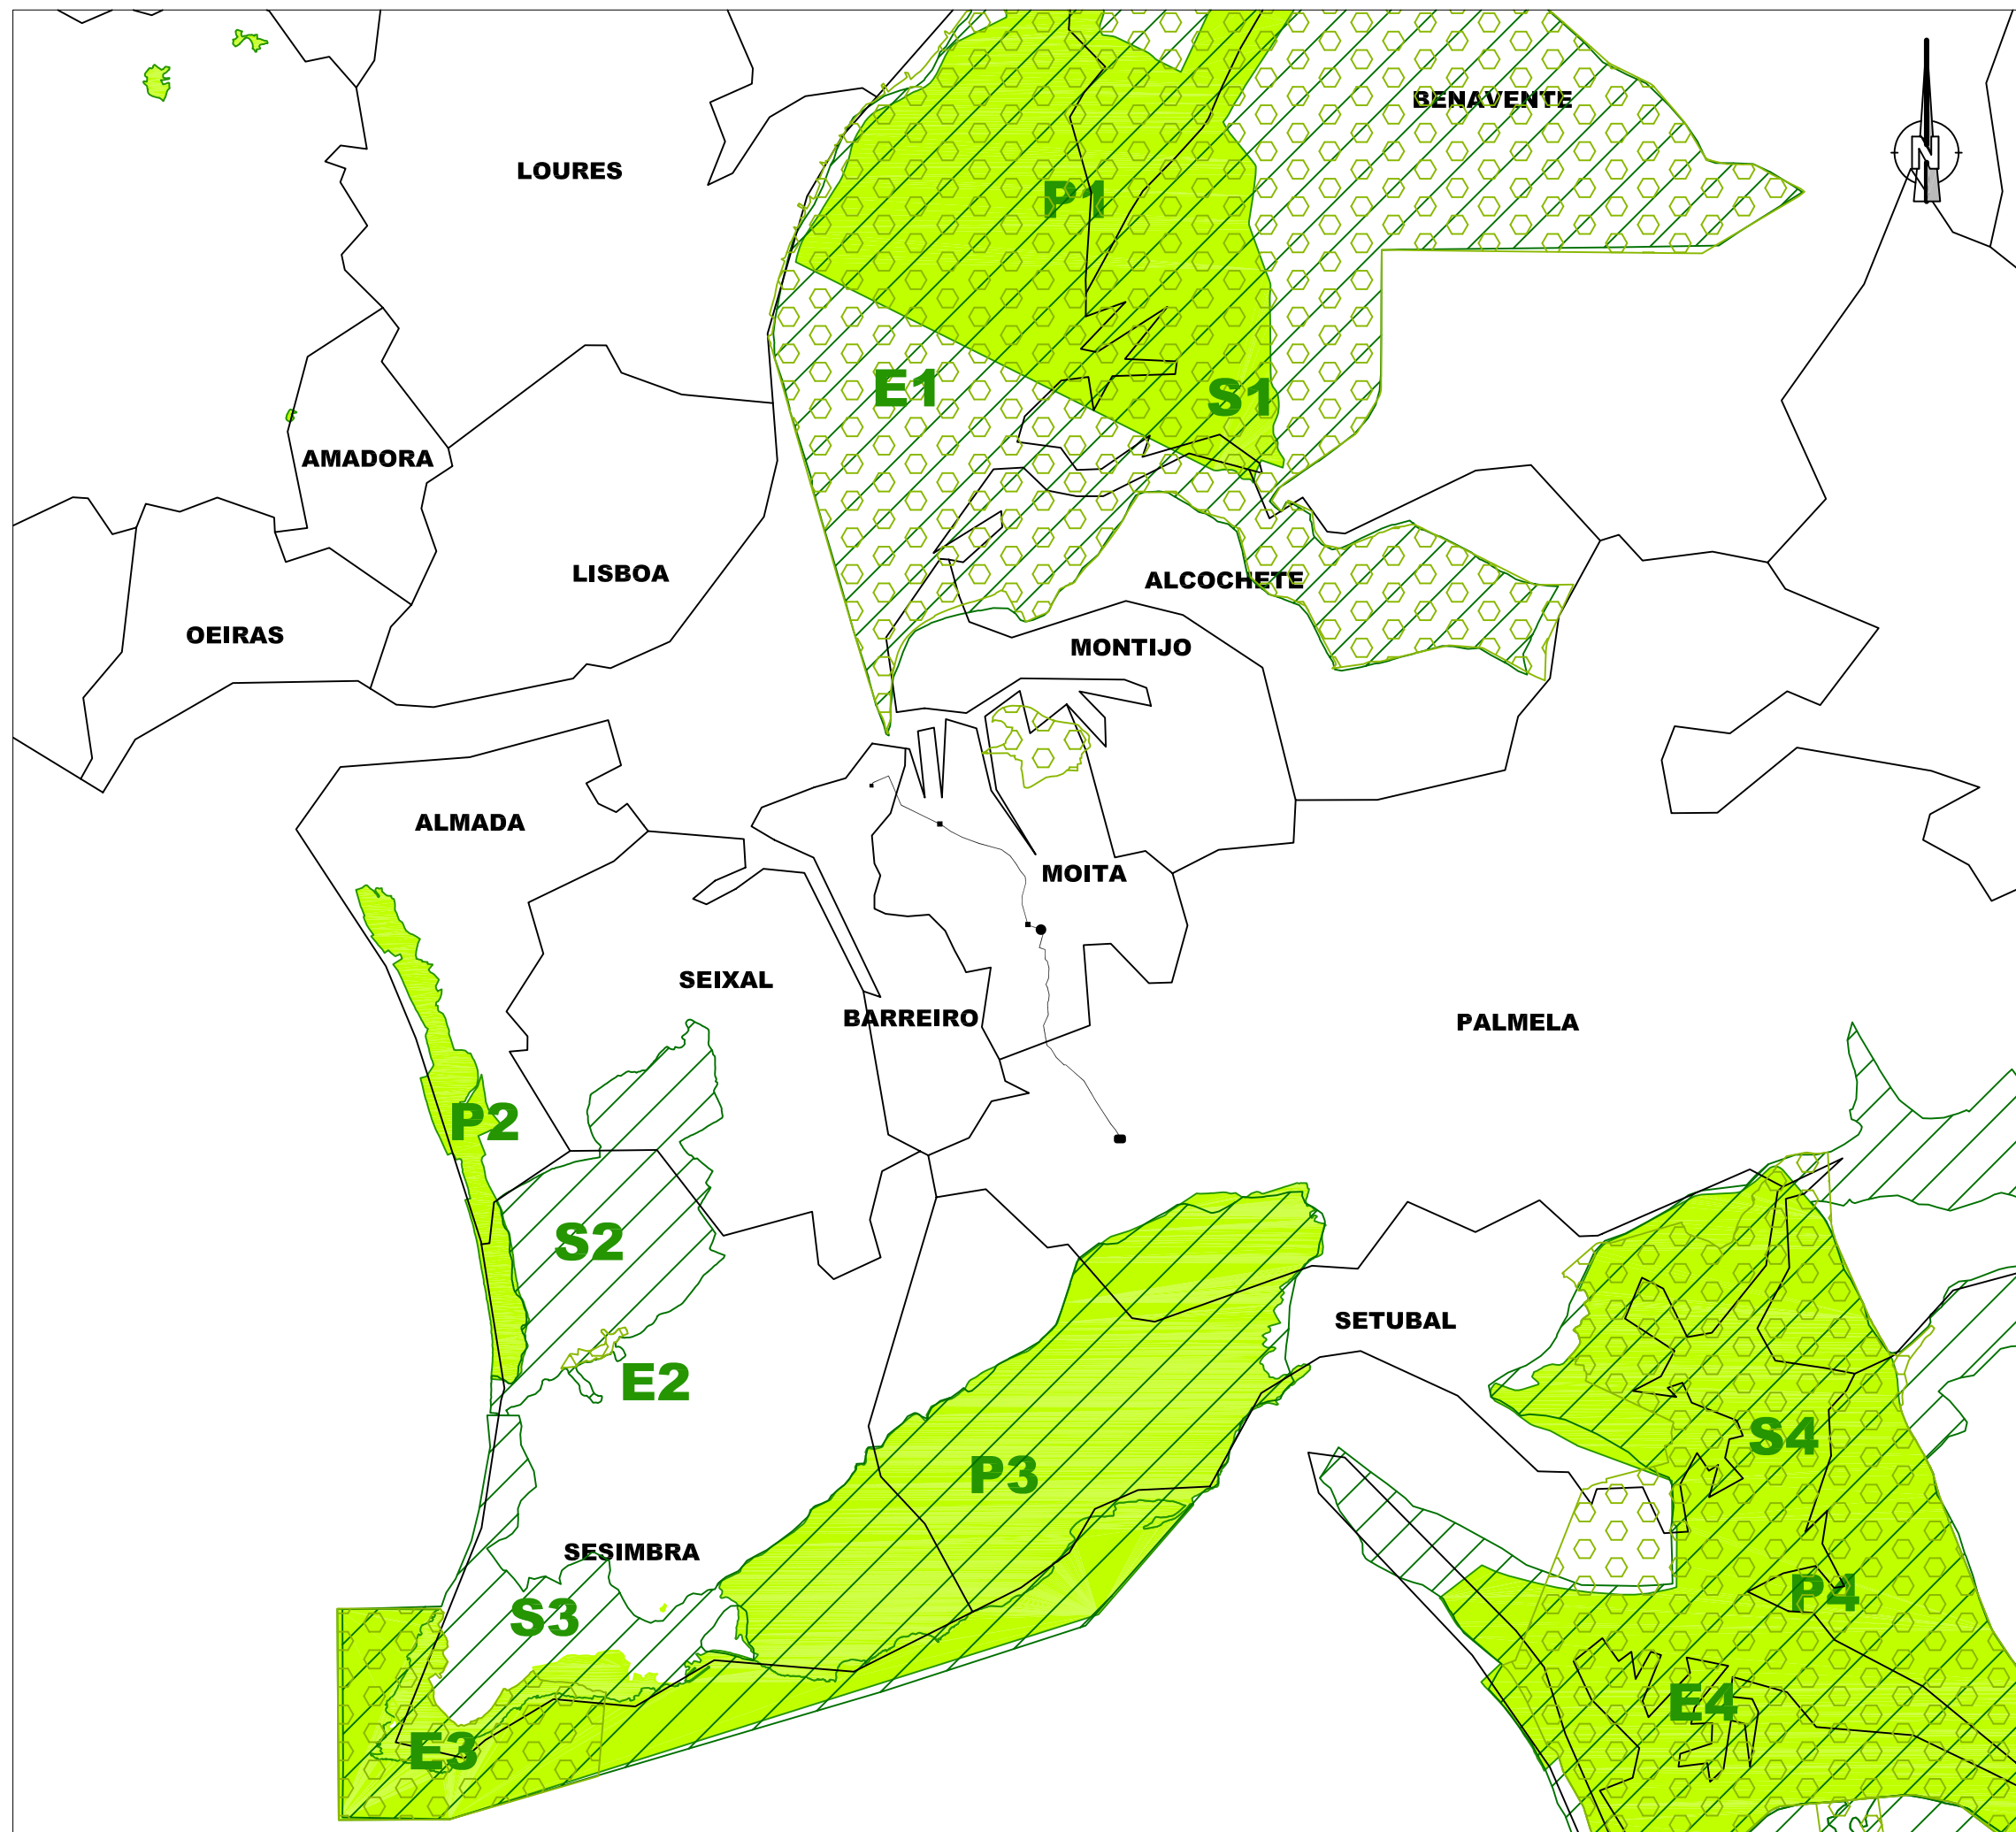 BENAVENTE
N
LOURES
P1
E1
S1
AMADORA
LISBOA
ALCOCHETE
OEIRAS
MONTIJO
ALMADA
MOITA
SEIXAL
BARREIRO
PALMELA
P2
S2
SETUBAL
E2
S4
P3
SESIMBRA
P4
S3
E4
E3